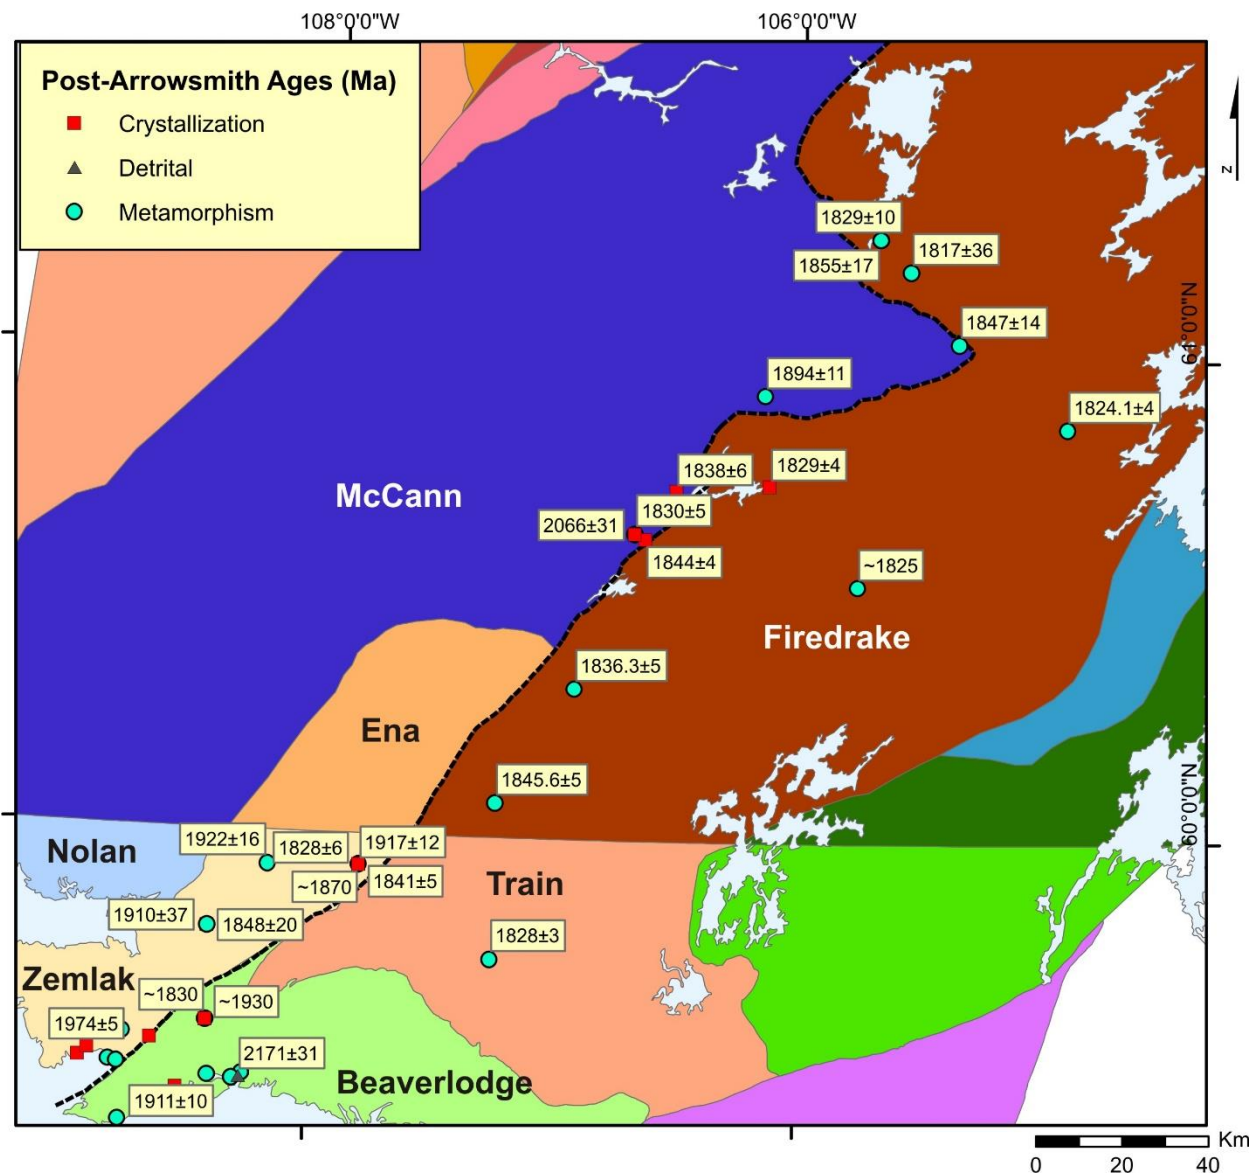 108°0'0"W
106°0'0"W
Post-Arrowsmith Ages (Ma)
Crystallization
Detrital
Metamorphism
z
1829±10
1855±17
1817±36
61°0'0"N
1847±14
1894±11
1824.1±4
McCann
1838±6
1829±4
2066±31
1830±5
1844±4
~1825
Firedrake
1836.3±5
Ena
1845.6±5
60°0'0"N
Nolan
1922±16
1828±6
1917±12
~1870
1841±5
Train
1910±37
1848±20
1828±3
Zemlak
~1830
~1930
1974±5
2171±31
Beaverlodge
1911±10
Km
0
20
40